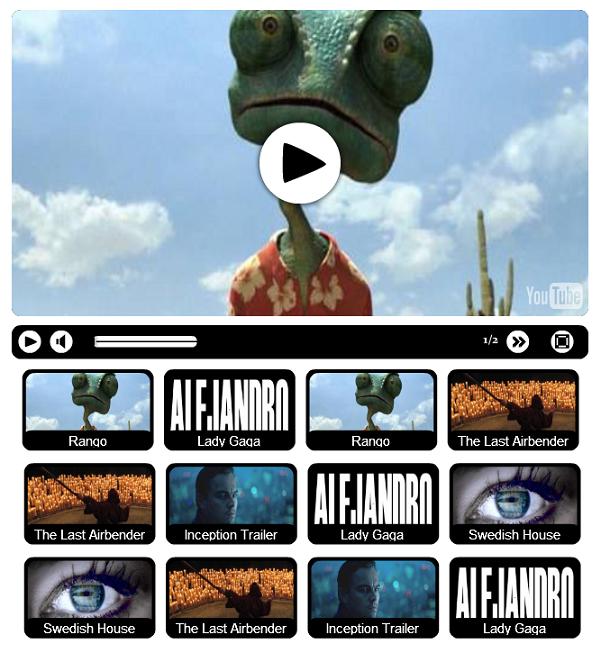 YouTube
1/2
ALEJANDRO
Rango
Lady Gaga
Rango
The Last Airbender
ALEJANDRO
The Last Airbender
Inception Trailer
Lady Gaga
Swedish House
ALEJANDRO
Swedish House
The Last Airbender
Inception Trailer
Lady Gaga